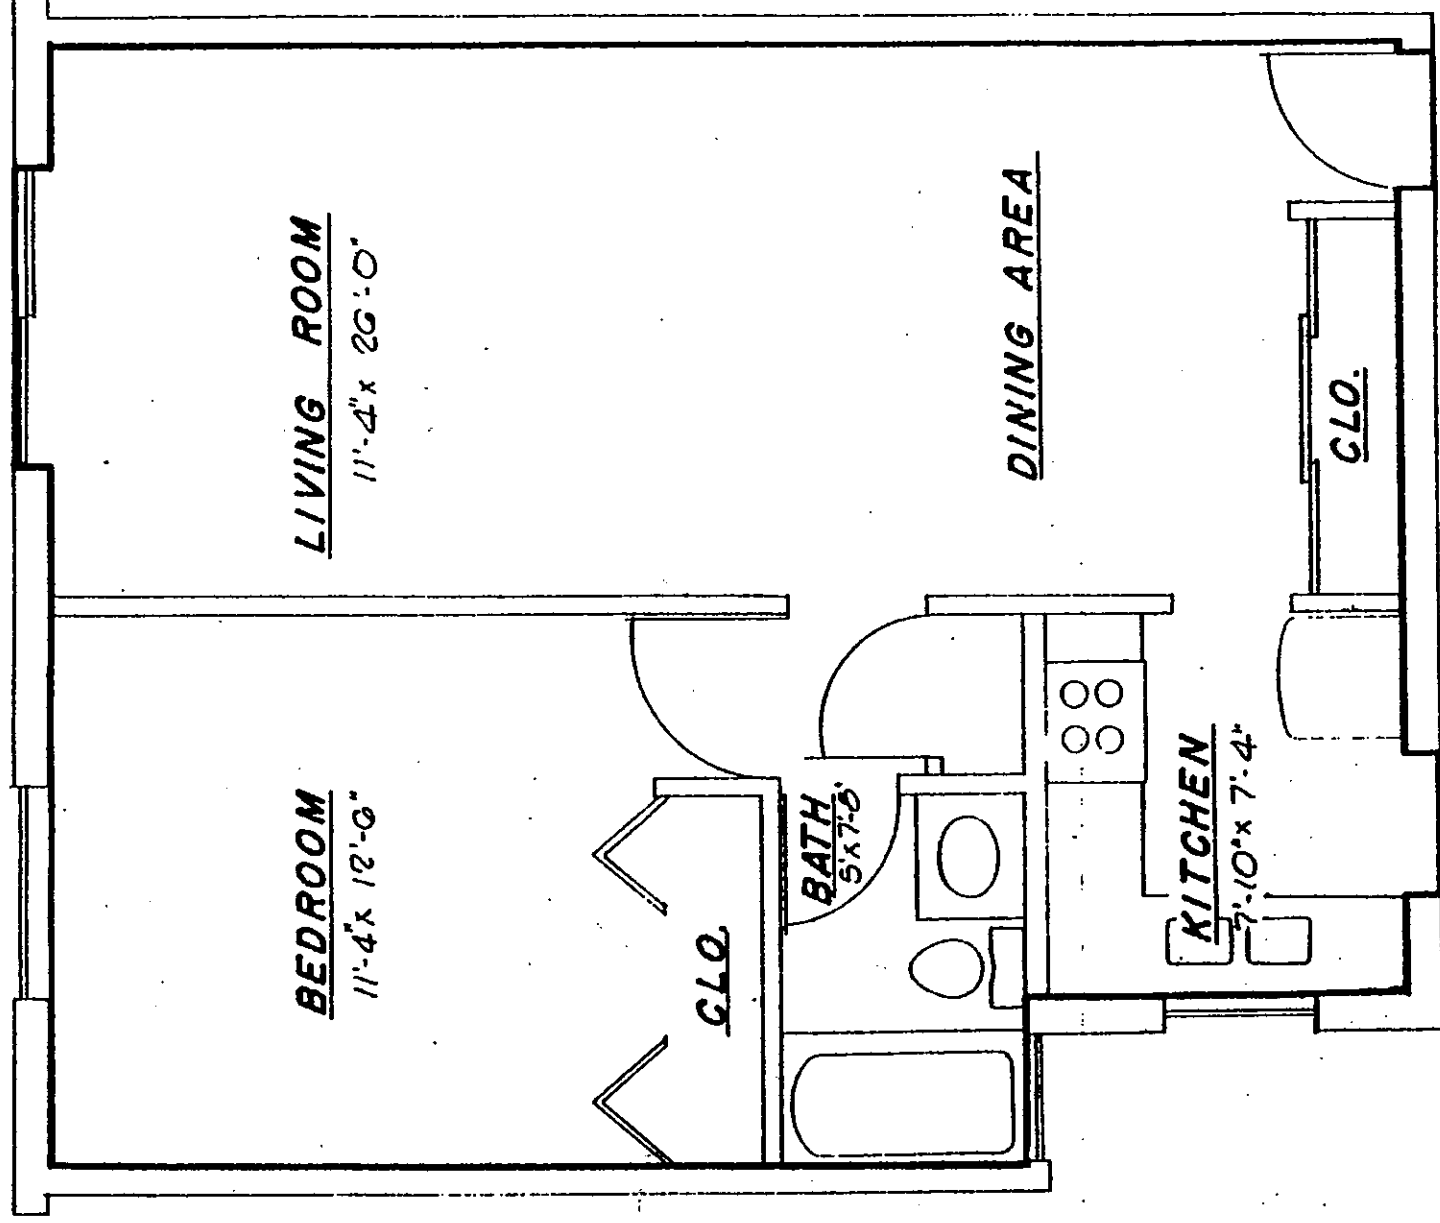 BEDROOM
11'-4" x 12'-6"
LIVING ROOM
11'-4" x 26'-0"
CLO.
BATH
5' x 7'-8"
DINING AREA
KITCHEN
7'-10" x 7'-4"
CLO.